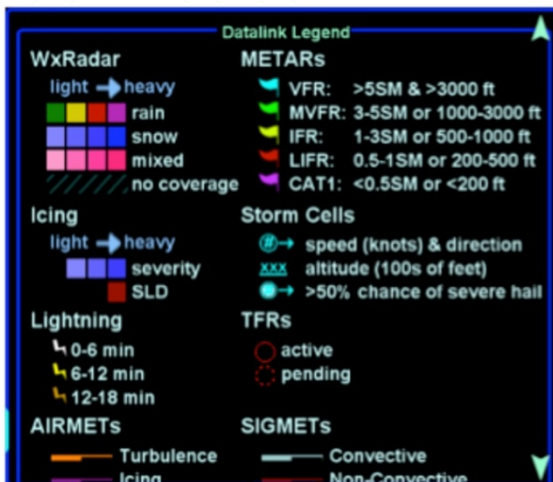 Datalink Legend
WxRadar
light heavy
rain
snow
mixed
no coverage
METARs
VFR: >5SM & >3000 ft
MVFR: 3-5SM or 1000-3000 ft
IFR: 1-3SM or 500-1000 ft
LIFR: 0.5-1SM or 200-500 ft
CAT1: <0.5SM or <200 ft
Icing
light heavy
severity
SLD
Storm Cells
# speed (knots) & direction
xxx altitude (100s of feet)
>50% chance of severe hail
Lightning
0-6 min
6-12 min
12-18 min
TFRs
active
pending
AIRMETs
Turbulence
Icing
SIGMETs
Convective
Non-Convective